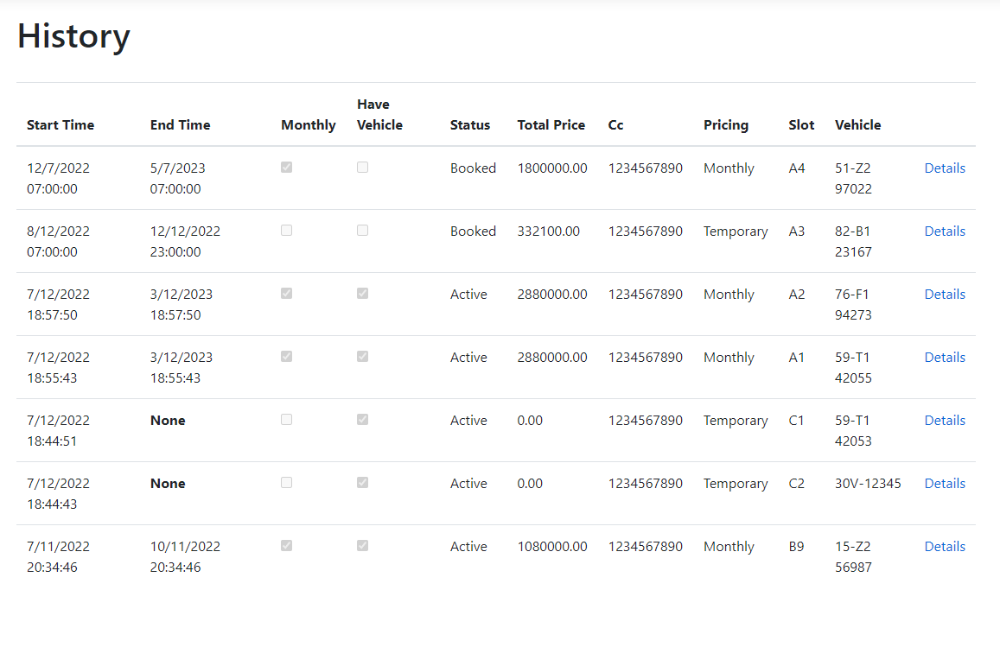 History
Start Time End Time Monthly Have Vehicle Status Total Price Cc Pricing Slot Vehicle
12/7/2022 5/7/2023 Booked 1800000.00 1234567890 Monthly A4 51-Z2 Details
07:00:00 07:00:00 97022
8/12/2022 12/12/2022 Booked 332100.00 1234567890 Temporary A3 82-B1 Details
07:00:00 23:00:00 23167
7/12/2022 3/12/2023 Active 2880000.00 1234567890 Monthly A2 76-F1 Details
18:57:50 18:57:50 94273
7/12/2022 3/12/2023 Active 2880000.00 1234567890 Monthly A1 59-T1 Details
18:55:43 18:55:43 42055
7/12/2022 None Active 0.00 1234567890 Temporary C1 59-T1 Details
18:44:51 42053
7/12/2022 None Active 0.00 1234567890 Temporary C2 30V-12345 Details
18:44:43
7/11/2022 10/11/2022 Active 1080000.00 1234567890 Monthly B9 15-Z2 Details
20:34:46 20:34:46 56987